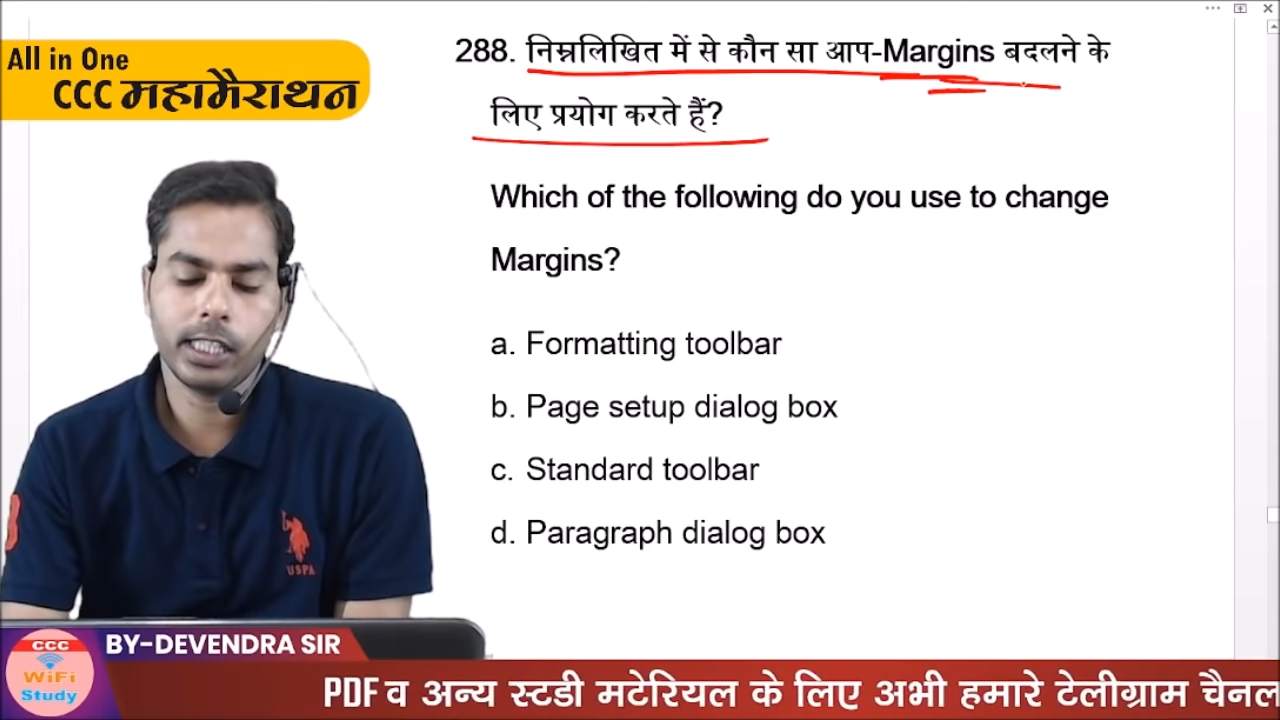 All in One
CCC महामैराथन
288. निम्नलिखित में से कौन सा आप-Margins बदलने के
लिए प्रयोग करते हैं?
Which of the following do you use to change
Margins?
a. Formatting toolbar
b. Page setup dialog box
c. Standard toolbar
d. Paragraph dialog box
USPA
BY-DEVENDRA SIR
CCC
WiFi
Study
PDF व अन्य स्टडी मटेरियल के लिए अभी हमारे टेलीग्राम चैनल